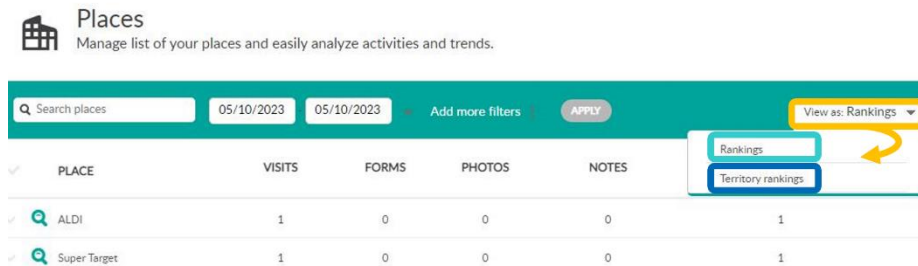 Places
Manage list of your places and easily analyze activities and trends.
Search places 05/10/2023 05/10/2023 Add more filters APPLY View as: Rankings
Rankings
PLACE VISITS FORMS PHOTOS NOTES
Territory rankings
ALDI 1 0 0 0 1
Super Target 1 0 0 0 1